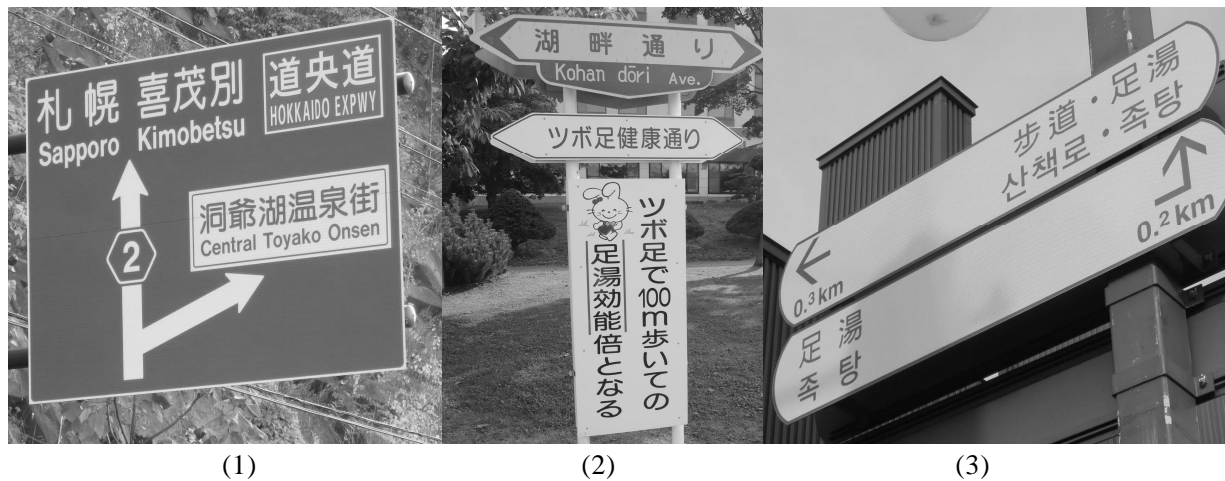 札幌 喜茂別 道央道
Sapporo Kimobetsu HOKKAIDO EXPWY
洞爺湖温泉街
Central Toyako Onsen
2
湖畔通り
Kohan dōri Ave.
ツボ足健康通り
ツボ足で100m歩いての
足湯効能倍となる
歩道・足湯
산책로・족탕
0.3km
0.2km
足湯
족탕
(1)
(2)
(3)